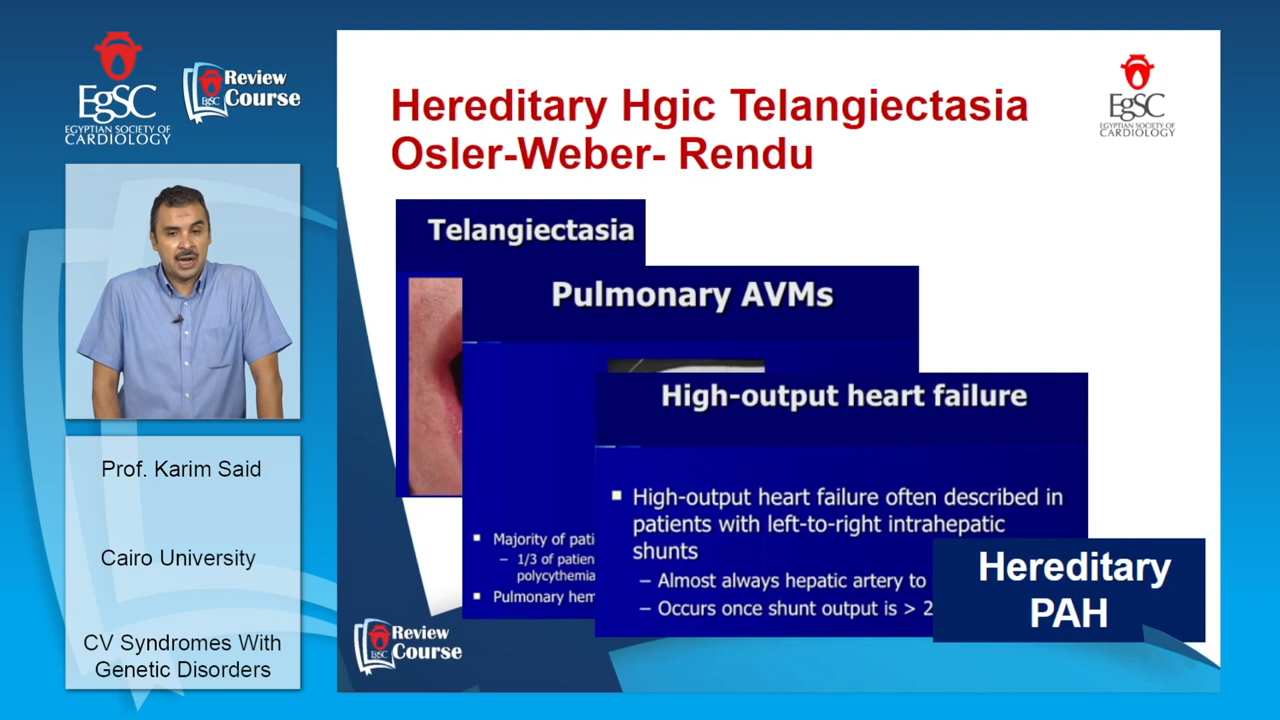 EgSC
EGYPTIAN SOCIETY OF
CARDIOLOGY
Review
EgSC Course
Prof. Karim Said
Cairo University
CV Syndromes With
Genetic Disorders
EgSC
EGYPTIAN SOCIETY OF
CARDIOLOGY
Hereditary Hgic Telangiectasia
Osler-Weber- Rendu
Telangiectasia
Pulmonary AVMs
Majority of pati
– 1/3 of patien
polycythemia
Pulmonary hem
High-output heart failure
High-output heart failure often described in
patients with left-to-right intrahepatic
shunts
– Almost always hepatic artery to
– Occurs once shunt output is > 2
Hereditary
PAH
Review
EgSC Course